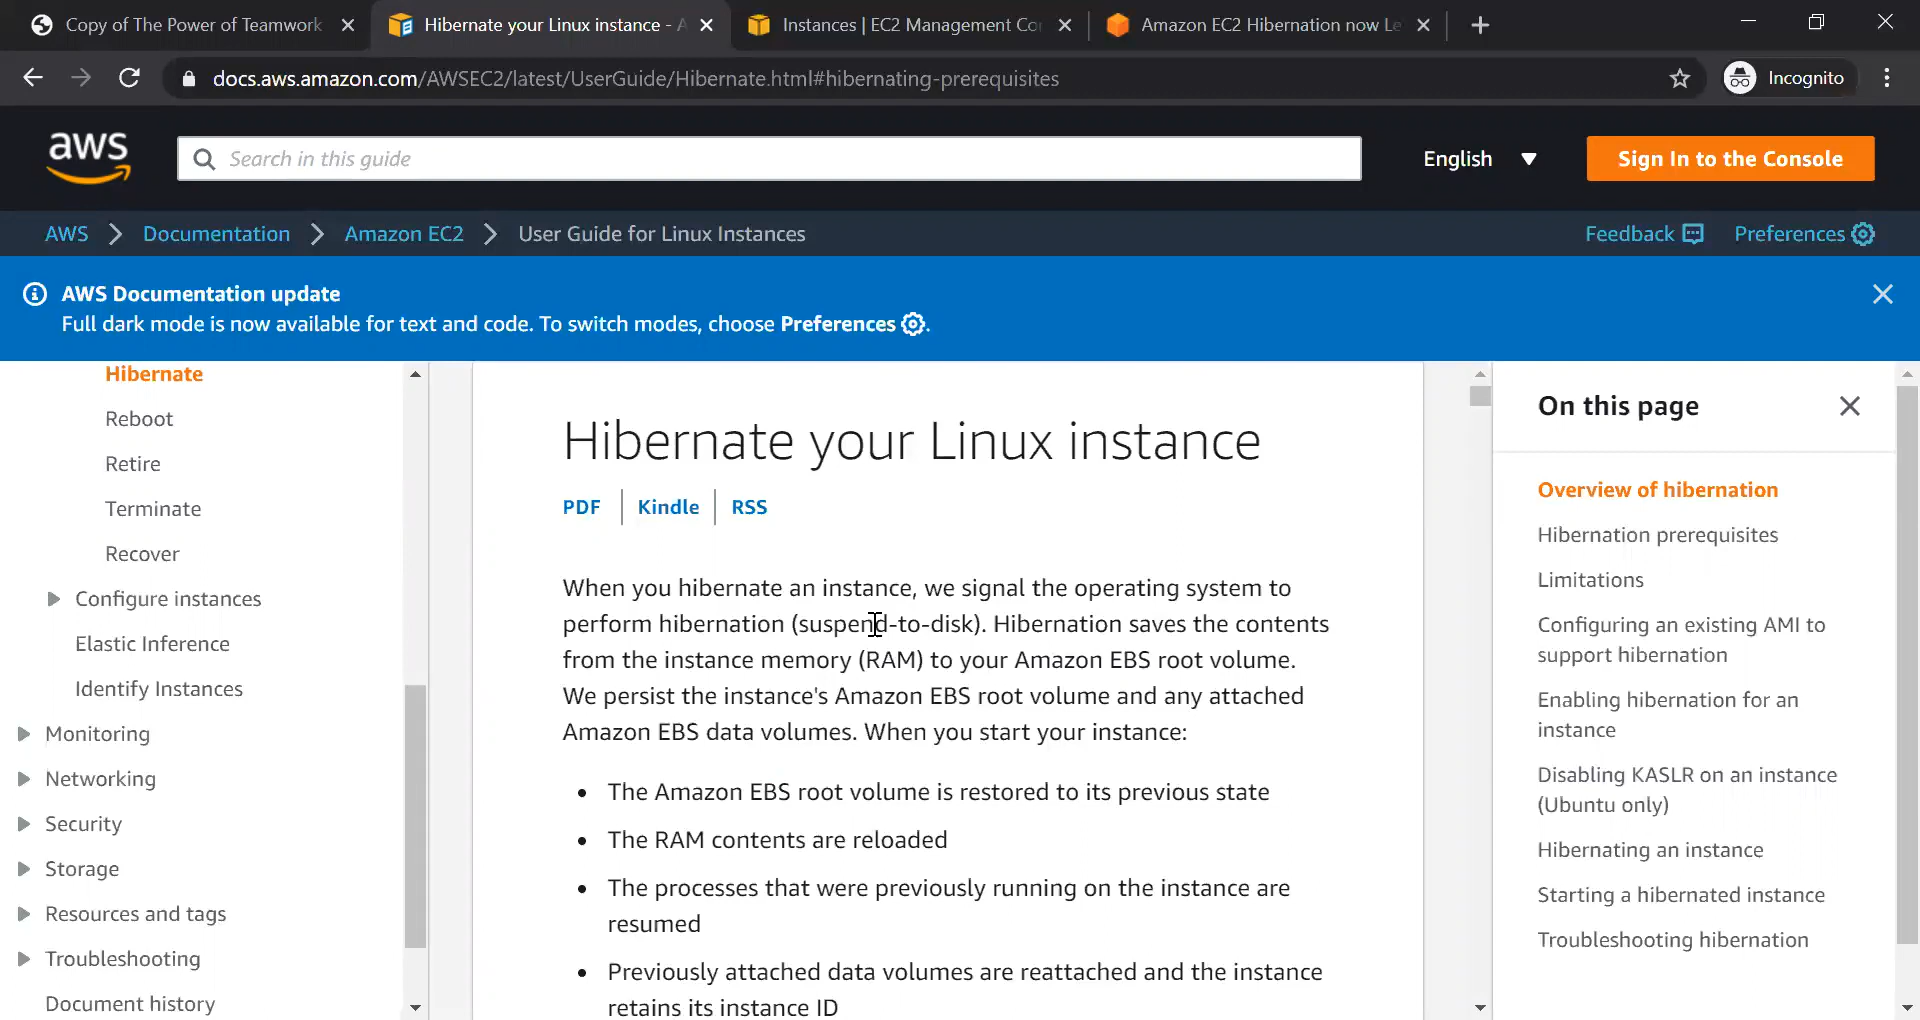 Copy of The Power of Teamwork
Hibernate your Linux instance - A
Instances | EC2 Management Co
Amazon EC2 Hibernation now Le
docs.aws.amazon.com/AWSEC2/latest/UserGuide/Hibernate.html#hibernating-prerequisites
Incognito
aws
Search in this guide
English
Sign In to the Console
AWS
Documentation
Amazon EC2
User Guide for Linux Instances
Feedback
Preferences
AWS Documentation update
Full dark mode is now available for text and code. To switch modes, choose Preferences .
Hibernate
Reboot
Retire
Terminate
Recover
Configure instances
Elastic Inference
Identify Instances
Monitoring
Networking
Security
Storage
Resources and tags
Troubleshooting
Document history
Hibernate your Linux instance
PDF
Kindle
RSS
When you hibernate an instance, we signal the operating system to
perform hibernation (suspend-to-disk). Hibernation saves the contents
from the instance memory (RAM) to your Amazon EBS root volume.
We persist the instance's Amazon EBS root volume and any attached
Amazon EBS data volumes. When you start your instance:
• The Amazon EBS root volume is restored to its previous state
• The RAM contents are reloaded
• The processes that were previously running on the instance are
resumed
• Previously attached data volumes are reattached and the instance
retains its instance ID
On this page
Overview of hibernation
Hibernation prerequisites
Limitations
Configuring an existing AMI to
support hibernation
Enabling hibernation for an
instance
Disabling KASLR on an instance
(Ubuntu only)
Hibernating an instance
Starting a hibernated instance
Troubleshooting hibernation